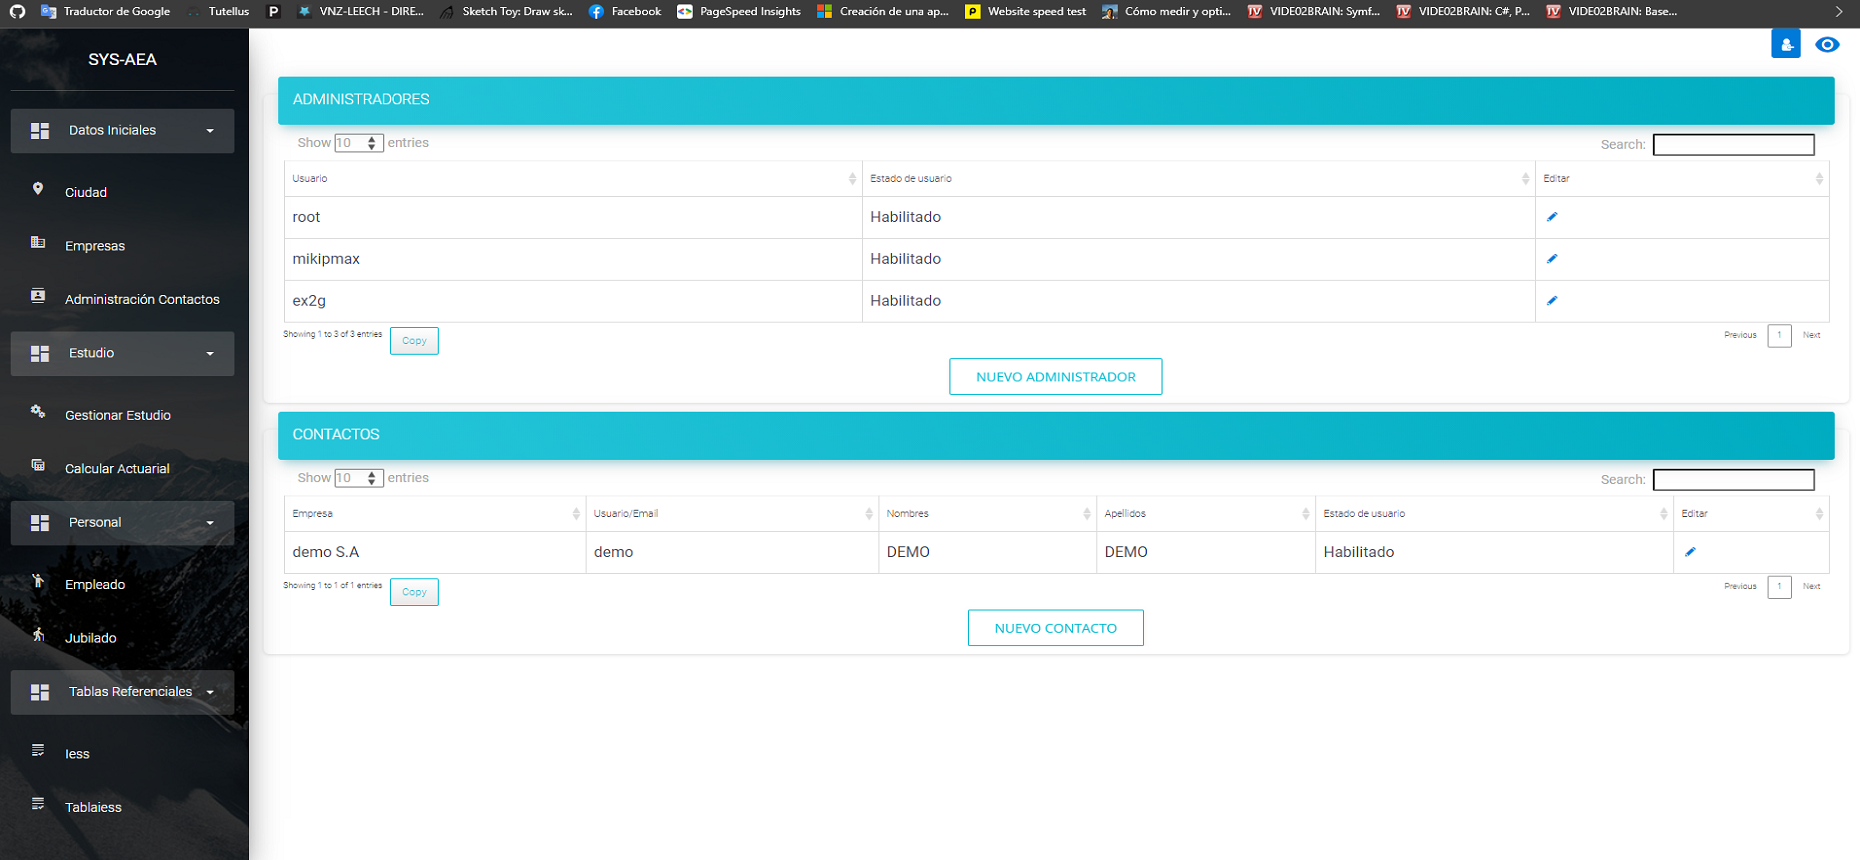 Traductor de Google
Tutellus
VNZ-LEECH - DIRE...
Sketch Toy: Draw sk...
Facebook
PageSpeed Insights
Creación de una ap...
Website speed test
Cómo medir y opti...
VIDEO2BRAIN: Symf...
VIDEO2BRAIN: C#, P...
VIDEO2BRAIN: Base...
SYS-AEA
Datos Iniciales
Ciudad
Empresas
Administración Contactos
Estudio
Gestionar Estudio
Calcular Actuarial
Personal
Empleado
Jubilado
Tablas Referenciales
Iess
Tablaiess
ADMINISTRADORES
Show 10 entries
Search:
Usuario Estado de usuario Editar
root Habilitado
mikipmax Habilitado
ex2g Habilitado
Showing 1 to 3 of 3 entries
Copy
Previous 1 Next
NUEVO ADMINISTRADOR
CONTACTOS
Show 10 entries
Search:
Empresa Usuario/Email Nombres Apellidos Estado de usuario Editar
demo S.A demo DEMO DEMO Habilitado
Showing 1 to 1 of 1 entries
Copy
Previous 1 Next
NUEVO CONTACTO